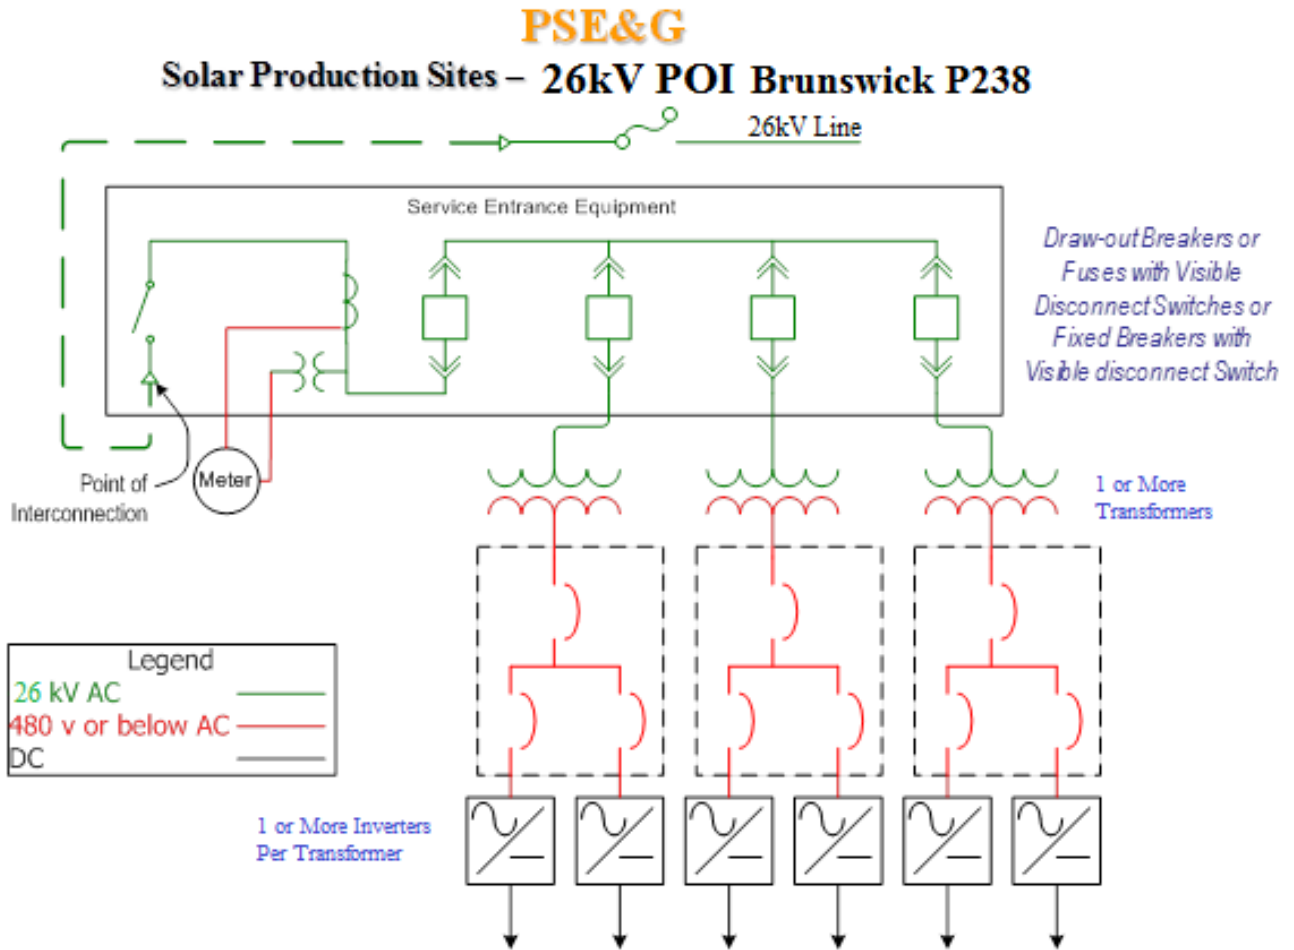 PSE&G
Solar Production Sites – 26kV POI Brunswick P238
26kV Line
Service Entrance Equipment
Draw-out Breakers or
Fuses with Visible
Disconnect Switches or
Fixed Breakers with
Visible disconnect Switch
Point of
Interconnection
Meter
1 or More
Transformers
Legend
26 kV AC
480 v or below AC
DC
1 or More Inverters
Per Transformer